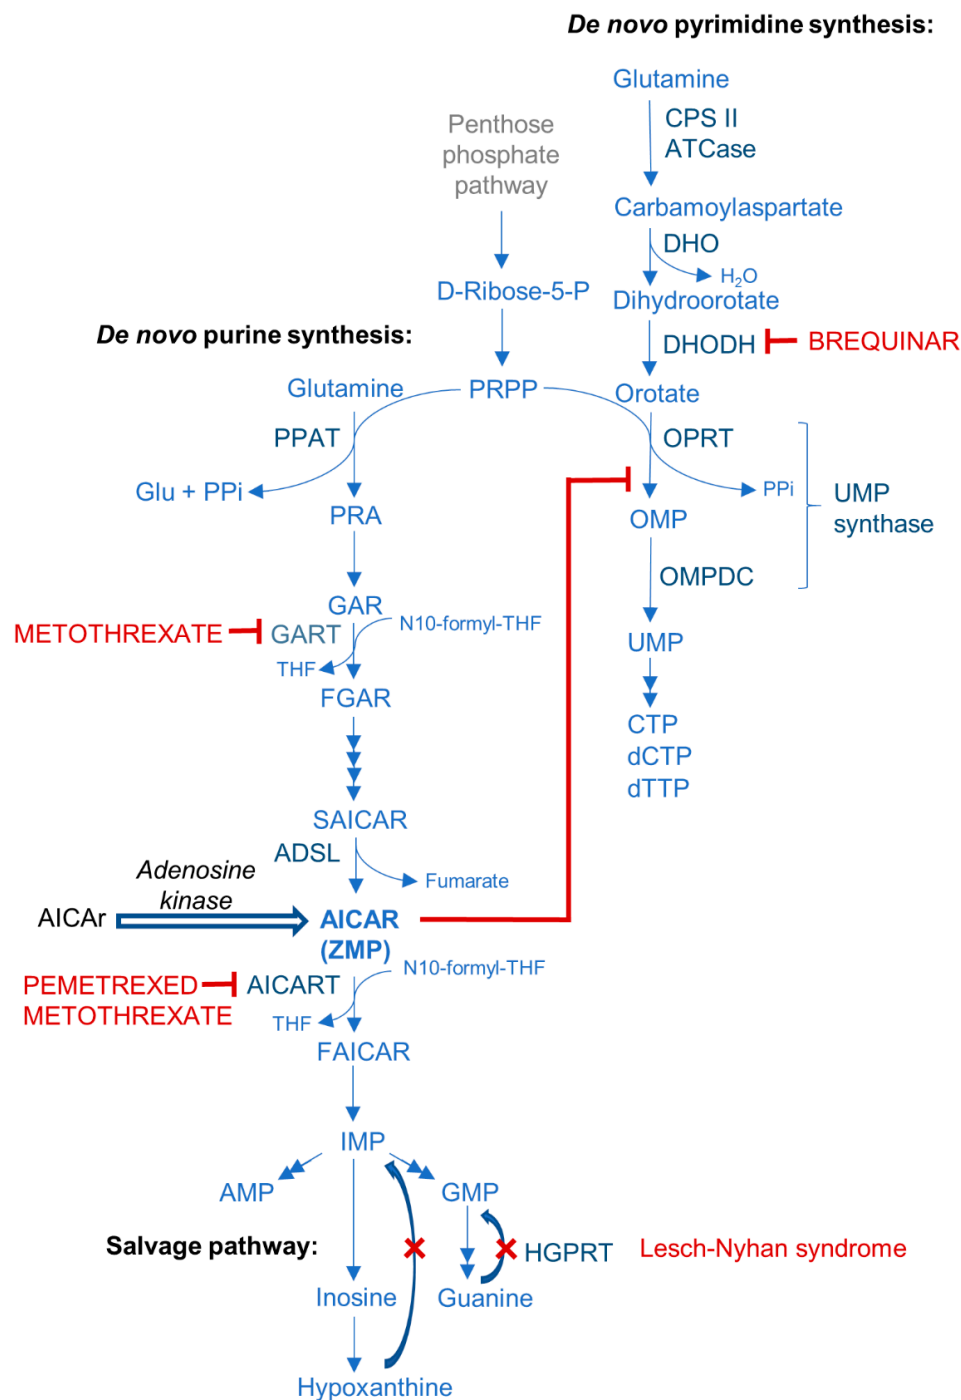 De novo pyrimidine synthesis:
Glutamine
CPS II
ATCase
Penthose
phosphate
pathway
Carbamoylaspartate
DHO
H₂O
D-Ribose-5-P
Dihydroorotate
De novo purine synthesis:
DHODH
BREQUINAR
Glutamine
PRPP
Orotate
PPAT
OPRT
Glu + PPi
PPi
UMP
synthase
PRA
OMP
OMPDC
GAR
N10-formyl-THF
METOTHREXATE
GART
THF
UMP
FGAR
CTP
dCTP
dTTP
SAICAR
ADSL
Fumarate
Adenosine
kinase
AICAr
AICAR
(ZMP)
N10-formyl-THF
PEMETREXED
METOTHREXATE
AICART
THF
FAICAR
IMP
AMP
GMP
Salvage pathway:
HGPRT
Lesch-Nyhan syndrome
Inosine
Guanine
Hypoxanthine